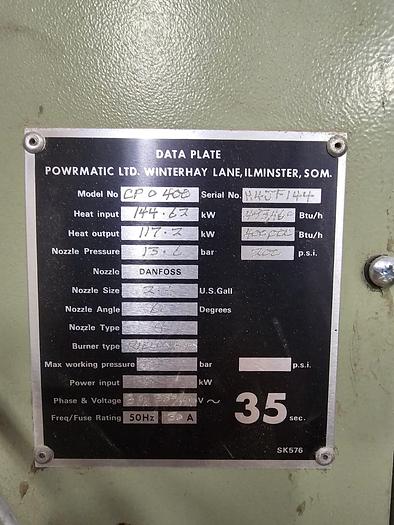 DATA PLATE
POWRMATIC LTD. WINTERHAY LANE, ILMINSTER, SOM.
Model No CPO 400 Serial No.
Heat input 144.62 kW Btu/h
Heat output 117.2 kW 400,000 Btu/h
Nozzle Pressure 13.6 bar 200 p.s.i.
Nozzle DANFOSS
Nozzle Size U.S.Gall
Nozzle Angle Degrees
Nozzle Type
Burner type
Max working pressure bar p.s.i.
Power input kW
Phase & Voltage V ~
Freq/Fuse Rating 50Hz A
35 sec.
SK576